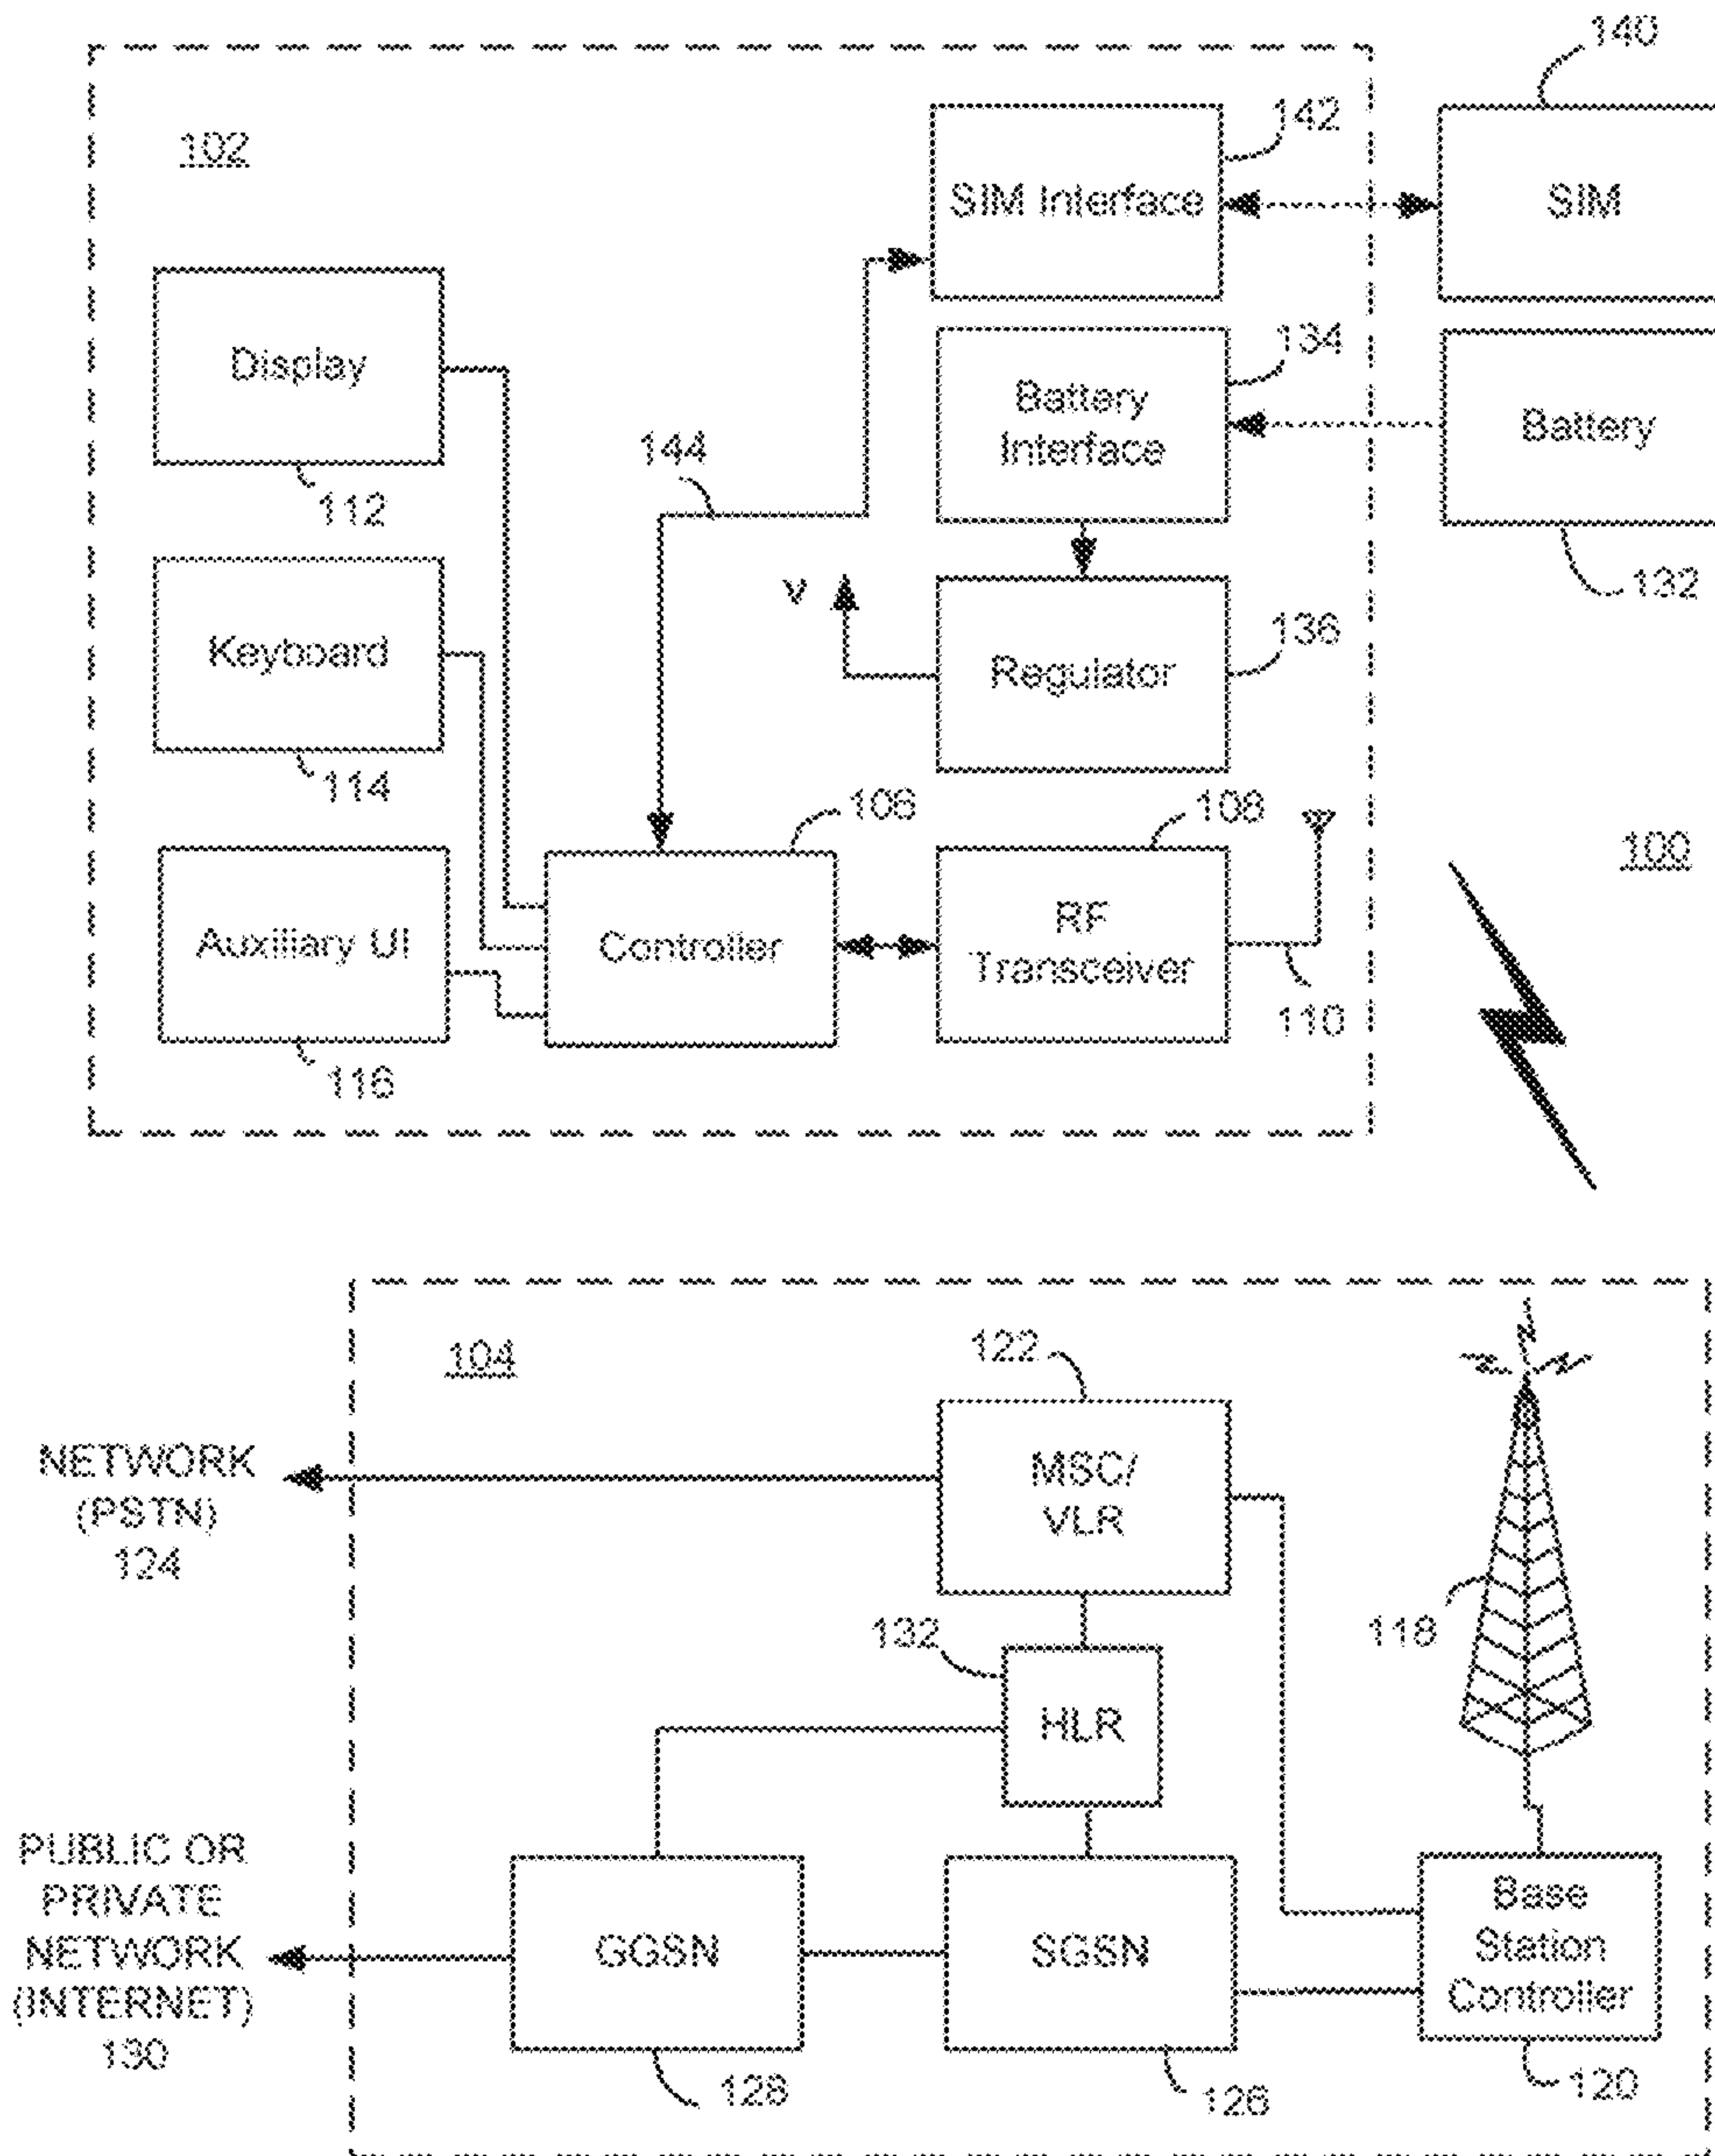 140
102
142
SIM Interface
SIM
Display
134
Battery
Interface
Battery
144
112
132
V
Keyboard
Regulator
136
114
106
108
100
Auxiliary UI
Controller
RF
Transceiver
110
116
104
122
NETWORK
(PSTN)
124
MSC/
VLR
118
132
HLR
PUBLIC OR
PRIVATE
NETWORK
(INTERNET)
130
GGSN
SGSN
Base
Station
Controller
128
126
120